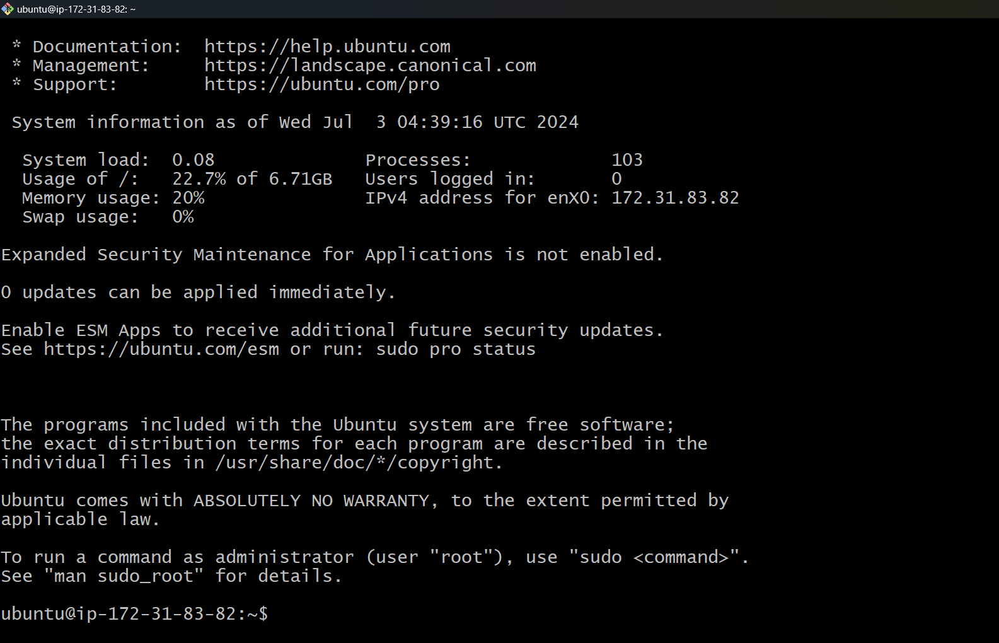 ubuntu@ip-172-31-83-82: ~
* Documentation:  https://help.ubuntu.com
* Management:     https://landscape.canonical.com
* Support:        https://ubuntu.com/pro
System information as of Wed Jul  3 04:39:16 UTC 2024
System load:  0.08              Processes:             103
Usage of /:   22.7% of 6.71GB   Users logged in:       0
Memory usage: 20%               IPv4 address for enX0: 172.31.83.82
Swap usage:   0%
Expanded Security Maintenance for Applications is not enabled.
0 updates can be applied immediately.
Enable ESM Apps to receive additional future security updates.
See https://ubuntu.com/esm or run: sudo pro status
The programs included with the Ubuntu system are free software;
the exact distribution terms for each program are described in the
individual files in /usr/share/doc/*/copyright.
Ubuntu comes with ABSOLUTELY NO WARRANTY, to the extent permitted by
applicable law.
To run a command as administrator (user "root"), use "sudo <command>".
See "man sudo_root" for details.
ubuntu@ip-172-31-83-82:~$